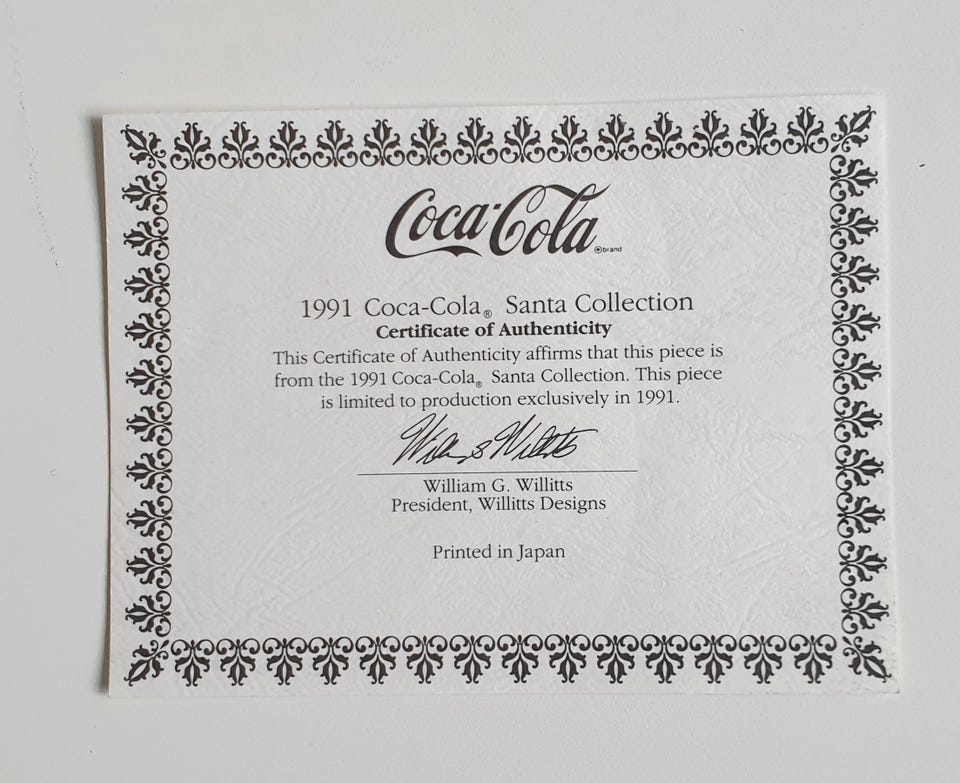 Coca-Cola ®brand
1991 Coca-Cola® Santa Collection
Certificate of Authenticity
This Certificate of Authenticity affirms that this piece is
from the 1991 Coca-Cola® Santa Collection. This piece
is limited to production exclusively in 1991.
William G. Willitts
President, Willitts Designs
Printed in Japan